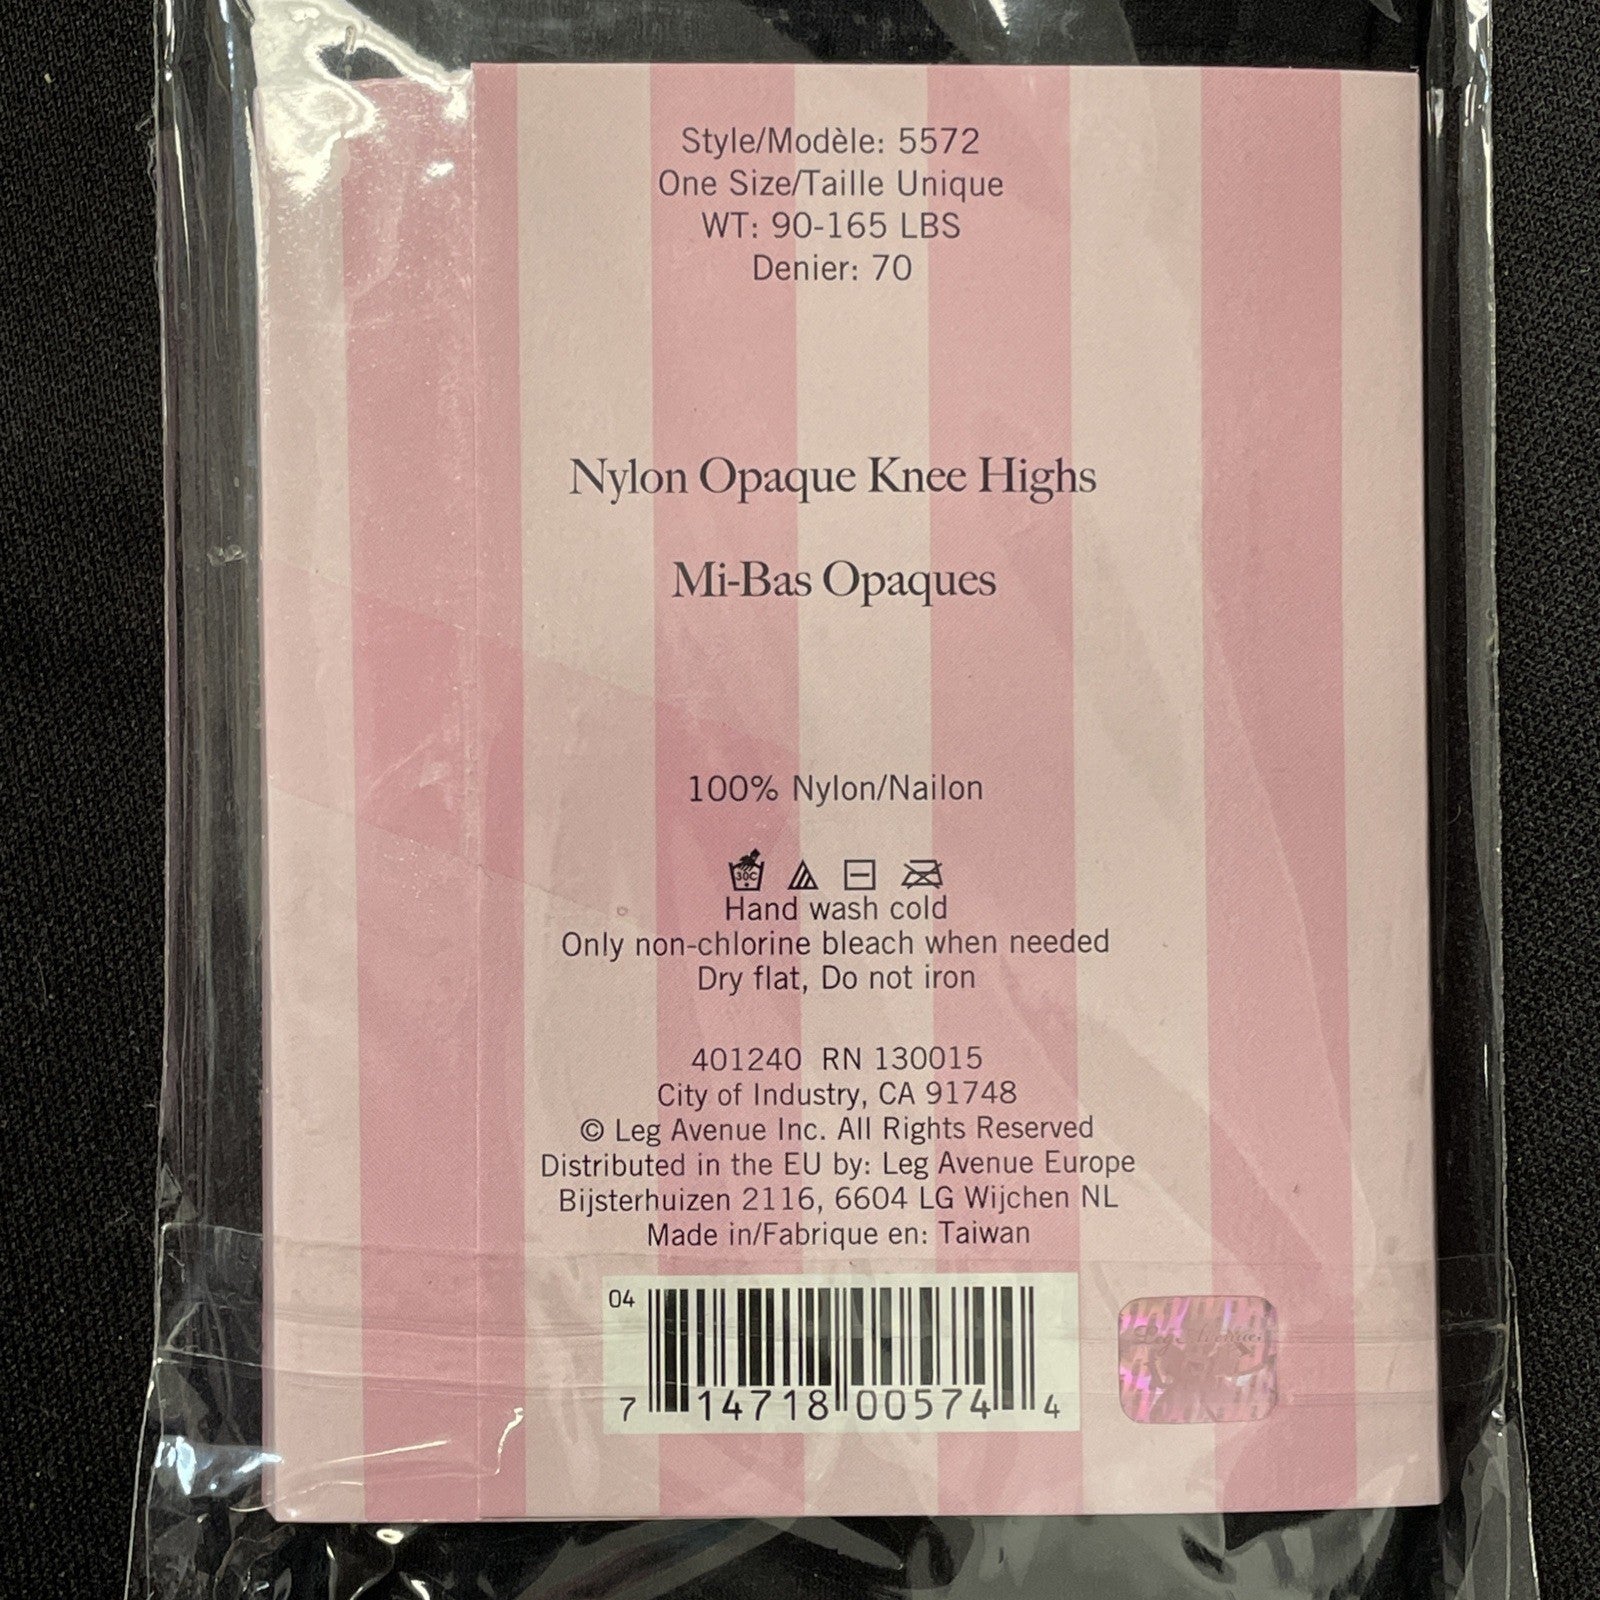 Style/Modèle: 5572
One Size/Taille Unique
WT: 90-165 LBS
Denier: 70
Nylon Opaque Knee Highs
Mi-Bas Opaques
100% Nylon/Nailon
30C
Hand wash cold
Only non-chlorine bleach when needed
Dry flat, Do not iron
401240 RN 130015
City of Industry, CA 91748
© Leg Avenue Inc. All Rights Reserved
Distributed in the EU by: Leg Avenue Europe
Bijsterhuizen 2116, 6604 LG Wijchen NL
Made in/Fabrique en: Taiwan
04
7 14718 00574 4
Leg Avenue